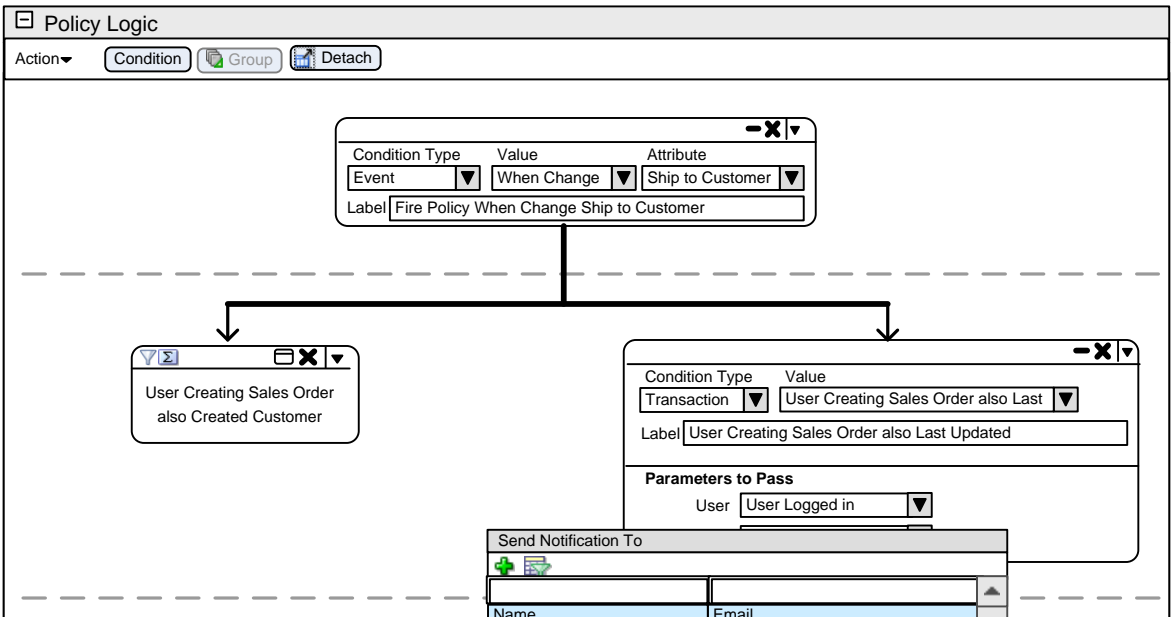 Policy Logic
Action Condition Group Detach
Condition Type Value Attribute
Event When Change Ship to Customer
Label Fire Policy When Change Ship to Customer
Σ
User Creating Sales Order
also Created Customer
Condition Type Value
Transaction User Creating Sales Order also Last
Label User Creating Sales Order also Last Updated
Parameters to Pass
User User Logged in
Send Notification To
Name Email